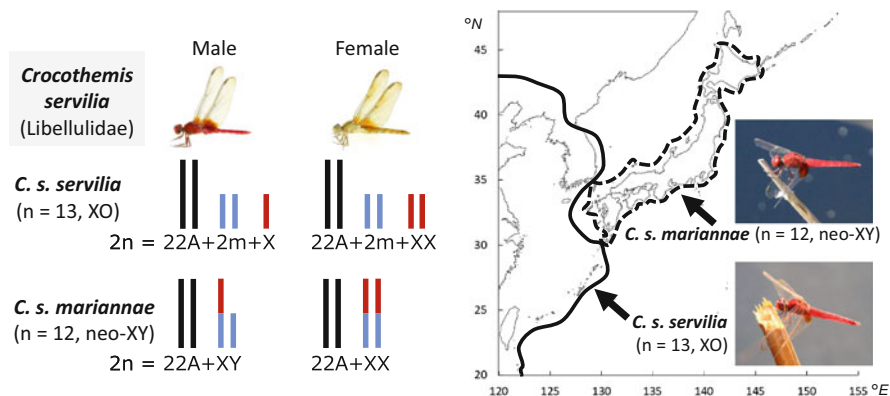 Male
Female
Crocothemis
servilia
(Libellulidae)
C. s. servilia
(n = 13, XO)
2n = 22A+2m+X
22A+2m+XX
C. s. mariannae
(n = 12, neo-XY)
2n = 22A+XY
22A+XX
°N
45
40
35
30
25
20
120
125
130
135
140
145
150
155
°E
C. s. mariannae (n = 12, neo-XY)
C. s. servilia
(n = 13, XO)